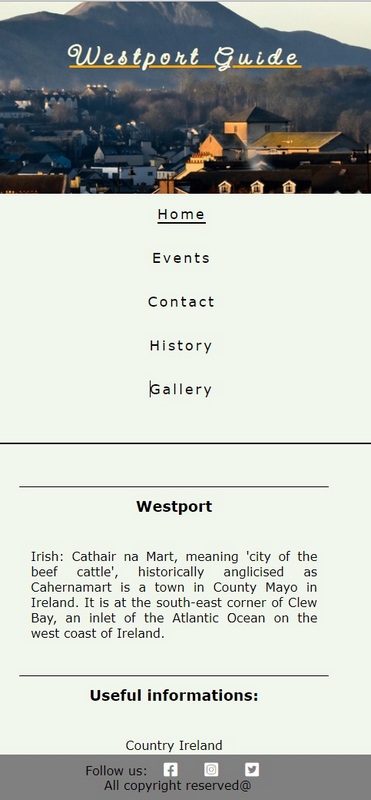 Westport Guide
Home
Events
Contact
History
Gallery
Westport
Irish: Cathair na Mart, meaning 'city of the
beef cattle', historically anglicised as
Cahernamart is a town in County Mayo in
Ireland. It is at the south-east corner of Clew
Bay, an inlet of the Atlantic Ocean on the
west coast of Ireland.
Useful informations:
Country Ireland
Follow us:
All copyright reserved@